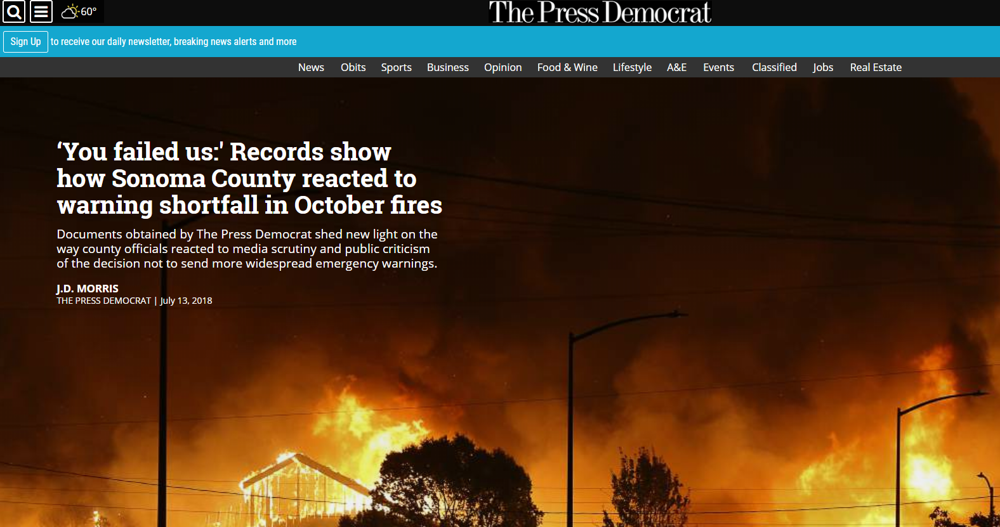 60°
The Press Democrat
Sign Up to receive our daily newsletter, breaking news alerts and more
News Obits Sports Business Opinion Food & Wine Lifestyle A&E Events Classified Jobs Real Estate
‘You failed us:' Records show
how Sonoma County reacted to
warning shortfall in October fires
Documents obtained by The Press Democrat shed new light on the
way county officials reacted to media scrutiny and public criticism
of the decision not to send more widespread emergency warnings.
J.D. MORRIS
THE PRESS DEMOCRAT | July 13, 2018